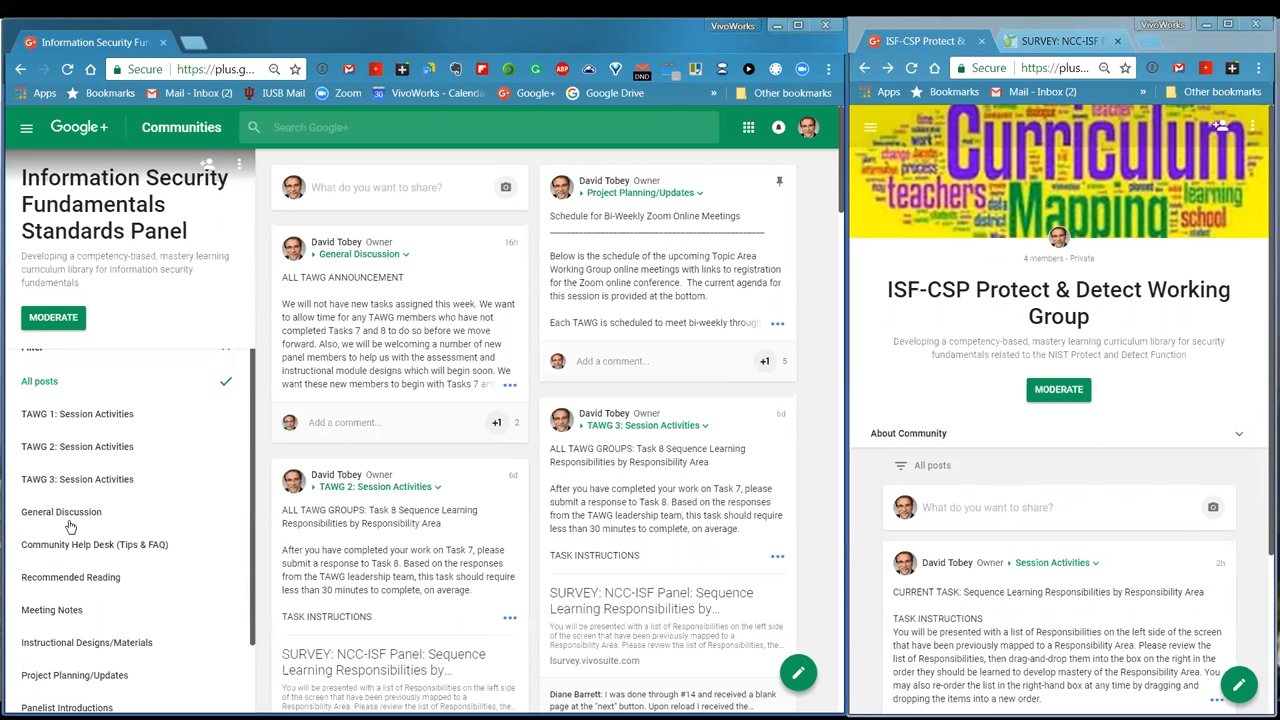 VivoWorks
Information Security Fun
Secure https://plus.g...
Apps Bookmarks Mail - Inbox (2) IUSB Mail Zoom VivoWorks - Calenda Google+ Google Drive » Other bookmarks
DND
ABP
Google+ Communities Search Google+
Information Security
Fundamentals
Standards Panel
Developing a competency-based, mastery learning
curriculum library for information security
fundamentals
MODERATE
Filter
All posts
TAWG 1: Session Activities
TAWG 2: Session Activities
TAWG 3: Session Activities
General Discussion
Community Help Desk (Tips & FAQ)
Recommended Reading
Meeting Notes
Instructional Designs/Materials
Project Planning/Updates
Panelist Introductions
What do you want to share?
David Tobey Owner 16h
General Discussion
ALL TAWG ANNOUNCEMENT
We will not have new tasks assigned this week. We want
to allow time for any TAWG members who have not
completed Tasks 7 and 8 to do so before we move
forward. Also, we will be welcoming a number of new
panel members to help us with the assessment and
instructional module designs which will begin soon. We
want these new members to begin with Tasks 7 an
Add a comment... +1 2
David Tobey Owner 6d
TAWG 2: Session Activities
ALL TAWG GROUPS: Task 8 Sequence Learning
Responsibilities by Responsibility Area
After you have completed your work on Task 7, please
submit a response to Task 8. Based on the responses
from the TAWG leadership team, this task should require
less than 30 minutes to complete, on average.
TASK INSTRUCTIONS
SURVEY: NCC-ISF Panel: Sequence
Learning Responsibilities by...
You will be presented with a list of Responsibilities on the left
David Tobey Owner
Project Planning/Updates
Schedule for Bi-Weekly Zoom Online Meetings
Below is the schedule of the upcoming Topic Area
Working Group online meetings with links to registration
for the Zoom online conference. The current agenda for
this session is provided at the bottom.
Each TAWG is scheduled to meet bi-weekly through
Add a comment... +1 5
David Tobey Owner 6d
TAWG 3: Session Activities
ALL TAWG GROUPS: Task 8 Sequence Learning
Responsibilities by Responsibility Area
After you have completed your work on Task 7, please
submit a response to Task 8. Based on the responses
from the TAWG leadership team, this task should require
less than 30 minutes to complete, on average.
TASK INSTRUCTIONS
SURVEY: NCC-ISF Panel: Sequence
Learning Responsibilities by...
You will be presented with a list of Responsibilities on the left
side of the screen that have been previously mapped to a
Responsibility Area. Please review the list of Responsibilities,
lsurvey.vivosuite.com
Diane Barrett: I was done through #14 and received a blank
page at the "next" button. Upon reload I received the
VivoWorks
ISF-CSP Protect & SURVEY: NCC-ISF P
Secure https://plus.g...
Apps Bookmarks Mail - Inbox (2) » Other bookmarks
Curriculum
Mapping
teachers
learning
school
district
data
4 members - Private
ISF-CSP Protect & Detect Working
Group
Developing a competency-based, mastery learning curriculum library for security
fundamentals related to the NIST Protect and Detect Function
MODERATE
About Community
All posts
What do you want to share?
David Tobey Owner Session Activities 2h
CURRENT TASK: Sequence Learning Responsibilities by Responsibility Area
TASK INSTRUCTIONS
You will be presented with a list of Responsibilities on the left side of the screen
that have been previously mapped to a Responsibility Area. Please review the list
of Responsibilities, then drag-and-drop them into the box on the right in the
order they should be learned to develop mastery of the Responsibility Area. You
may also re-order the list in the right-hand box at any time by dragging and
dropping the items into a new order.